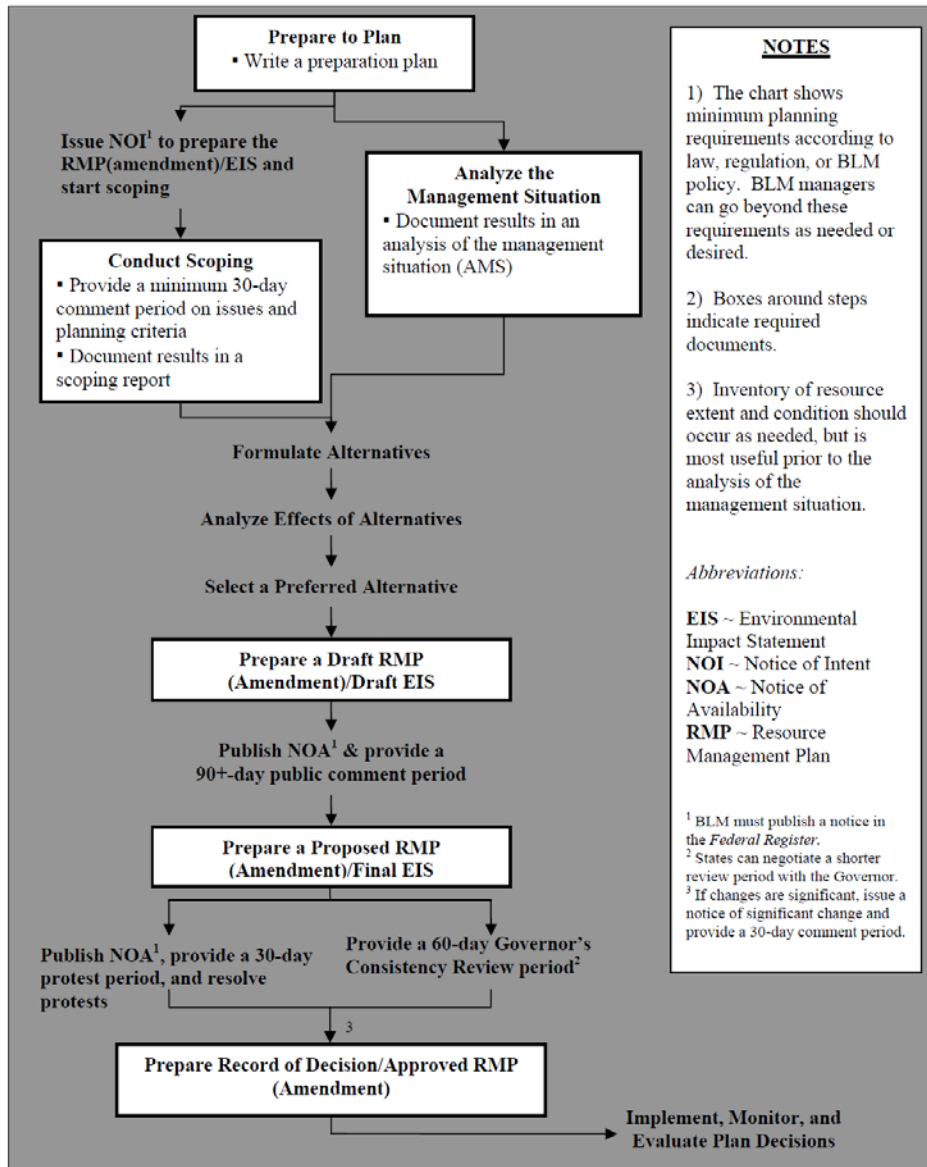 Prepare to Plan
▪ Write a preparation plan
Issue NOI¹ to prepare the
RMP(amendment)/EIS and
start scoping
Analyze the
Management Situation
▪ Document results in an
analysis of the management
situation (AMS)
Conduct Scoping
▪ Provide a minimum 30-day
comment period on issues and
planning criteria
▪ Document results in a
scoping report
Formulate Alternatives
Analyze Effects of Alternatives
Select a Preferred Alternative
Prepare a Draft RMP
(Amendment)/Draft EIS
Publish NOA¹ & provide a
90+-day public comment period
Prepare a Proposed RMP
(Amendment)/Final EIS
Publish NOA¹, provide a 30-day
protest period, and resolve
protests
Provide a 60-day Governor's
Consistency Review period²
3
Prepare Record of Decision/Approved RMP
(Amendment)
Implement, Monitor, and
Evaluate Plan Decisions
NOTES
1) The chart shows
minimum planning
requirements according to
law, regulation, or BLM
policy. BLM managers
can go beyond these
requirements as needed or
desired.
2) Boxes around steps
indicate required
documents.
3) Inventory of resource
extent and condition should
occur as needed, but is
most useful prior to the
analysis of the
management situation.
Abbreviations:
EIS ~ Environmental
Impact Statement
NOI ~ Notice of Intent
NOA ~ Notice of
Availability
RMP ~ Resource
Management Plan
¹ BLM must publish a notice in
the Federal Register.
² States can negotiate a shorter
review period with the Governor.
³ If changes are significant, issue a
notice of significant change and
provide a 30-day comment period.